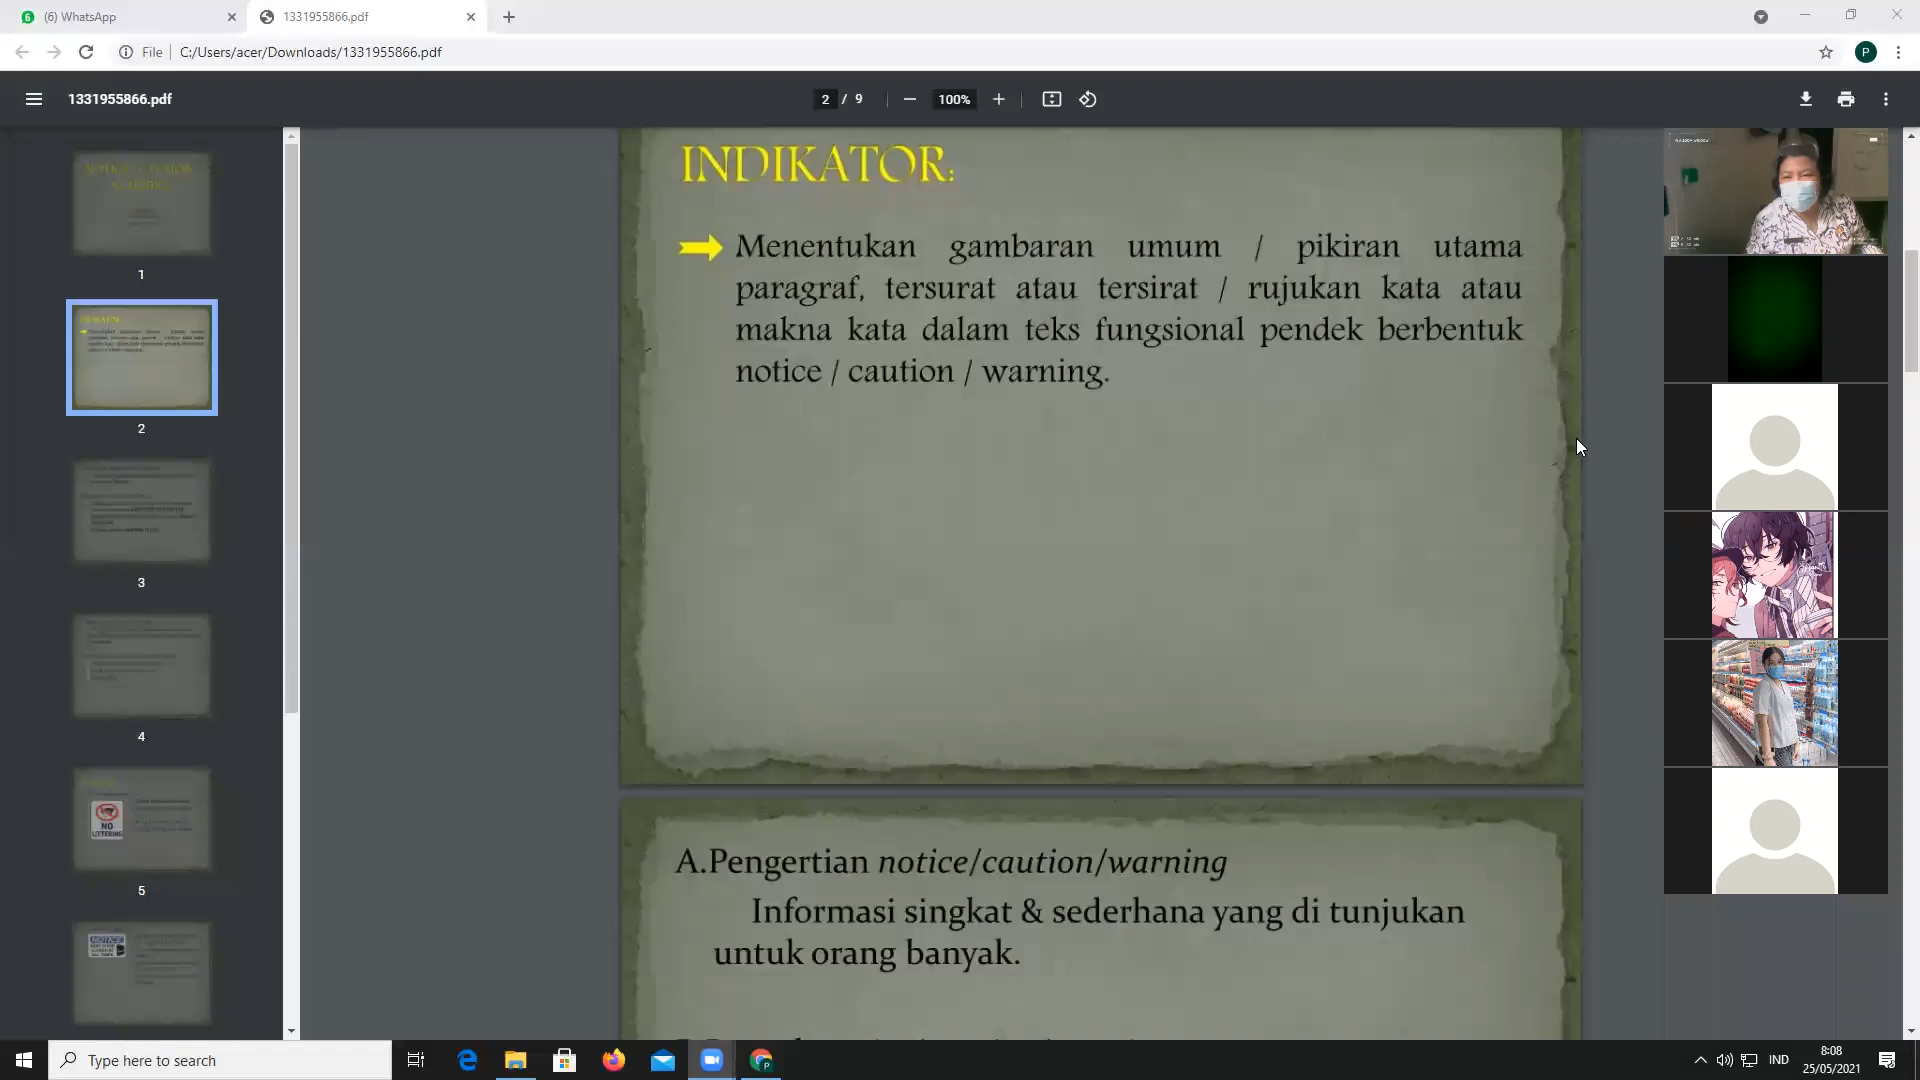 (6) WhatsApp
1331955866.pdf
File
C:/Users/acer/Downloads/1331955866.pdf
P
1331955866.pdf
2 / 9
100%
1
2
3
4
NO
LITTERING
5
NOTICE
INDIKATOR:
Menentukan gambaran umum / pikiran utama
paragraf, tersurat atau tersirat / rujukan kata atau
makna kata dalam teks fungsional pendek berbentuk
notice / caution / warning.
A.Pengertian notice/caution/warning
Informasi singkat & sederhana yang di tunjukan
untuk orang banyak.
Type here to search
IND
8:08
25/05/2021